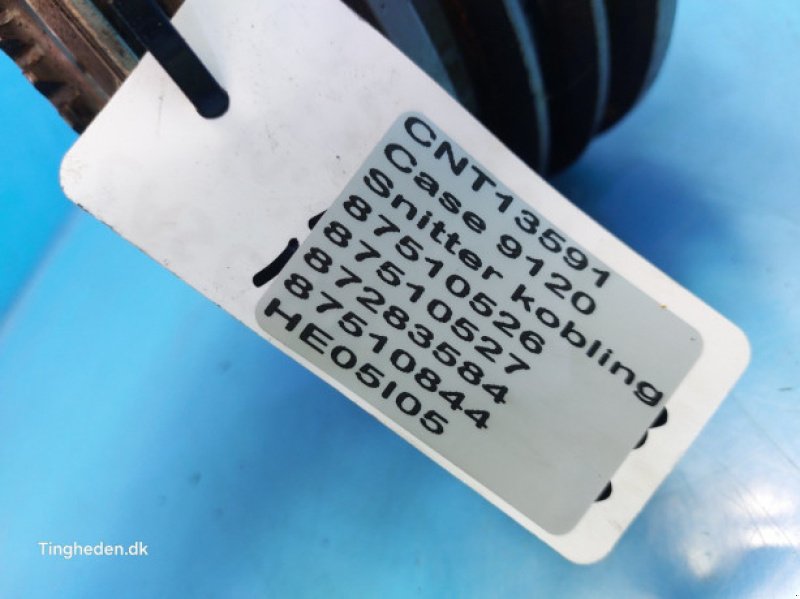 CNT13591
Case 9120
Snitter kobling
87510526
87510527
87283584
87510844
HE05I05
Tingheden.dk